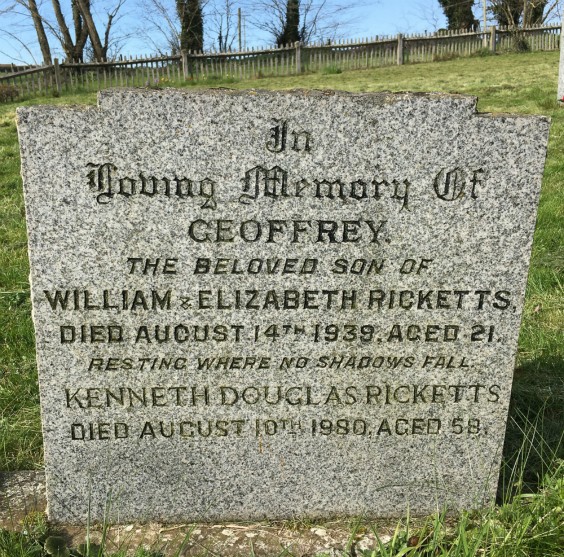 In
Loving Memory Of
GEOFFREY.
THE BELOVED SON OF
WILLIAM & ELIZABETH RICKETTS,
DIED AUGUST 14TH 1939, AGED 21.
RESTING WHERE NO SHADOWS FALL.
KENNETH DOUGLAS RICKETTS
DIED AUGUST 10TH 1980, AGED 58.